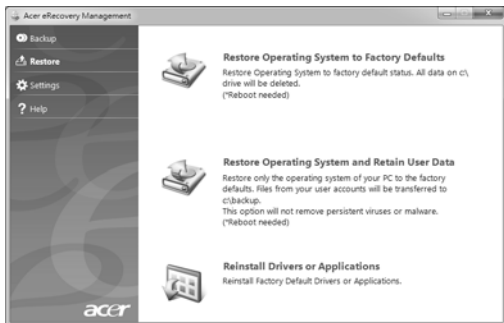 Acer eRecovery Management
Backup
Restore
Settings
Help
Restore Operating System to Factory Defaults
Restore Operating System to factory default status. All data on c:\
drive will be deleted.
(*Reboot needed)
Restore Operating System and Retain User Data
Restore only the operating system of your PC to the factory
defaults. Files from your user accounts will be transferred to
c:\backup.
This option will not remove persistent viruses or malware.
(*Reboot needed)
Reinstall Drivers or Applications
Reinstall Factory Default Drivers or Applications.
acer